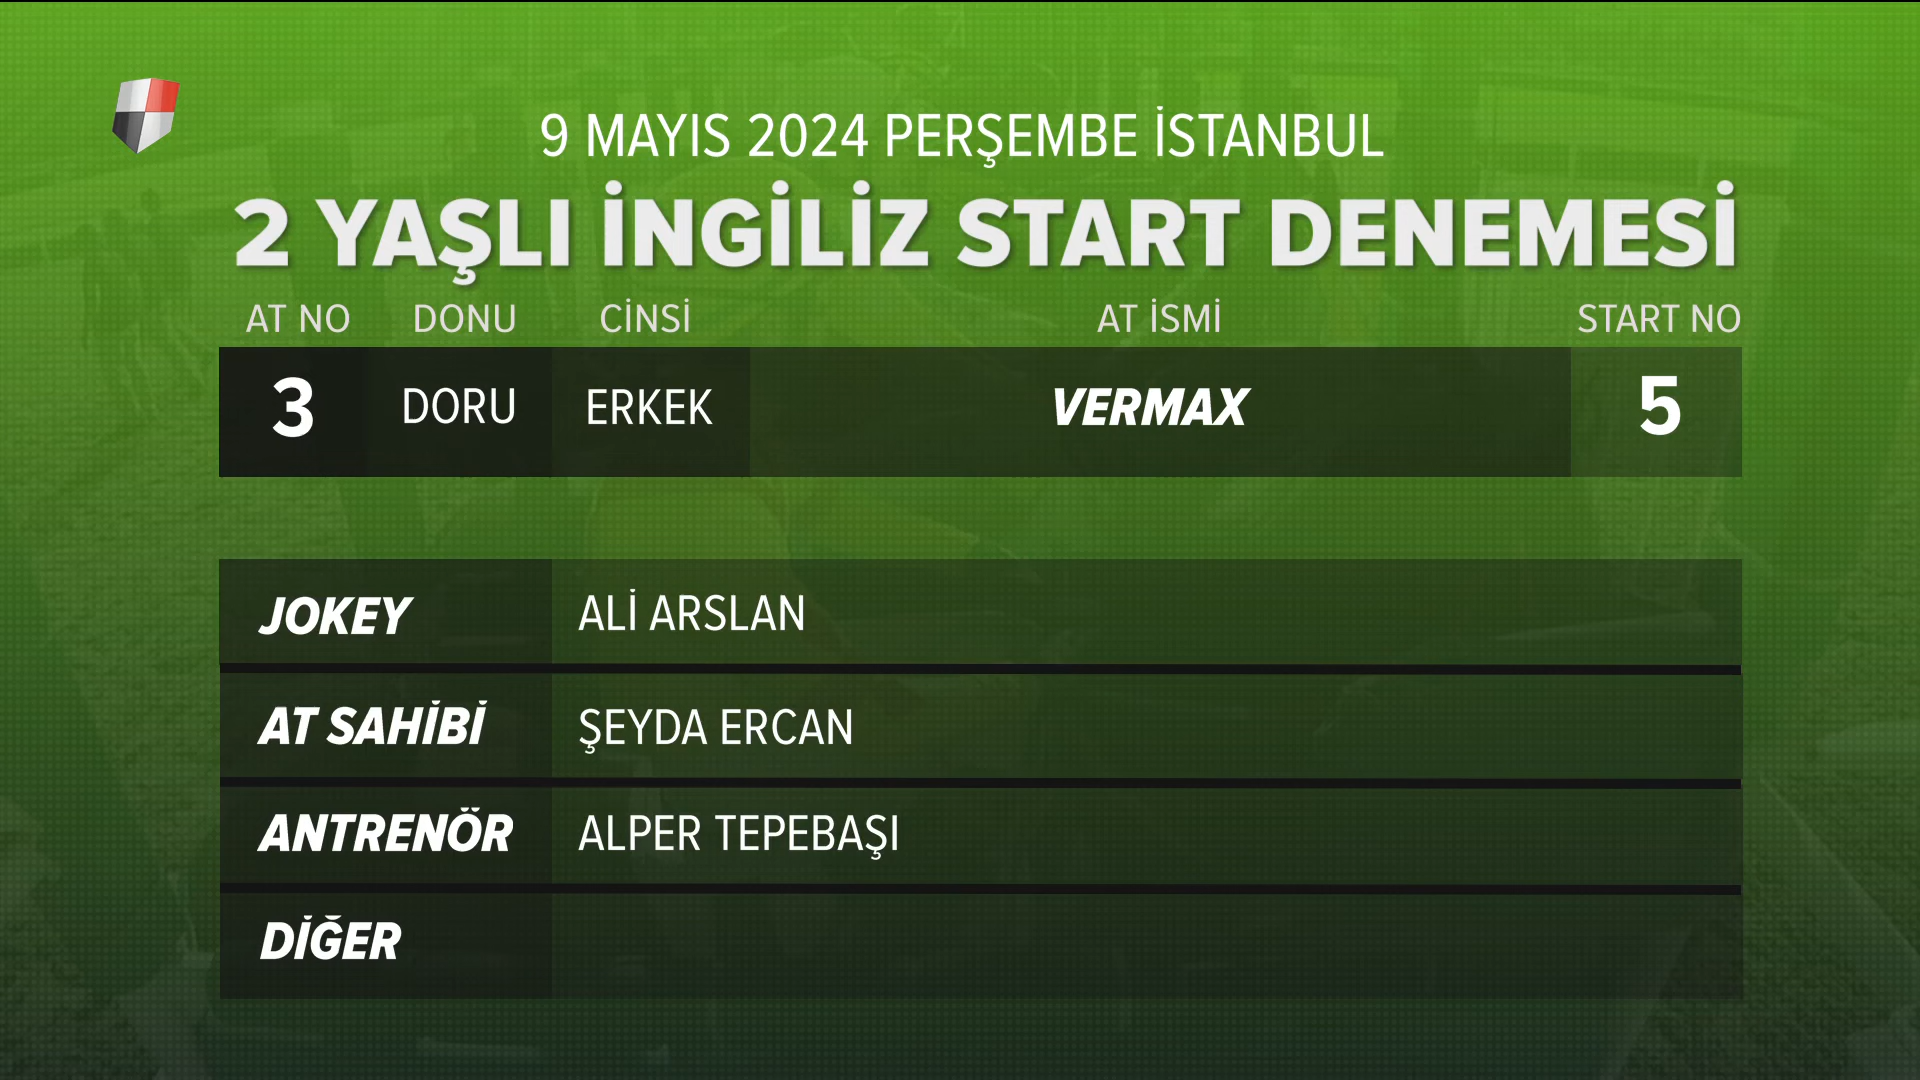 9 MAYIS 2024 PERŞEMBE İSTANBUL
2 YAŞLI İNGİLİZ START DENEMESİ
AT NO DONU CİNSİ AT İSMİ START NO
3 DORU ERKEK VERMAX 5
JOKEY ALİ ARSLAN
AT SAHİBİ ŞEYDA ERCAN
ANTRENÖR ALPER TEPEBAŞI
DİĞER